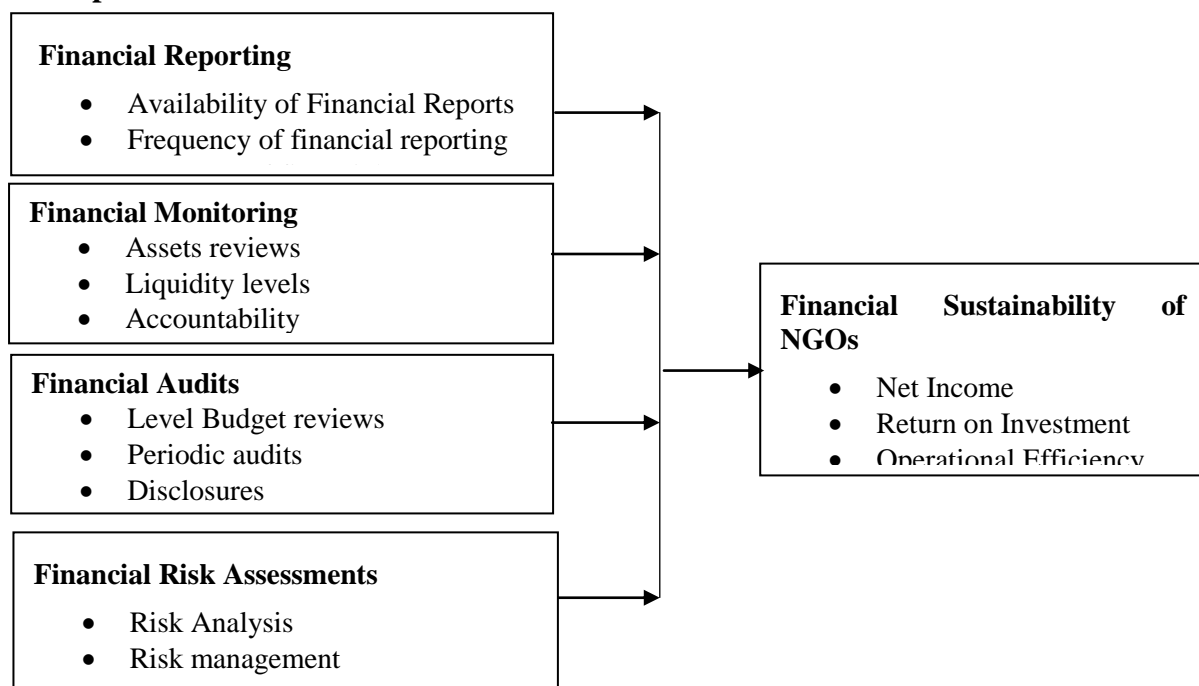 Financial Reporting
• Availability of Financial Reports
• Frequency of financial reporting
Financial Monitoring
• Assets reviews
• Liquidity levels
• Accountability
Financial Audits
• Level Budget reviews
• Periodic audits
• Disclosures
Financial Risk Assessments
• Risk Analysis
• Risk management
Financial Sustainability of
NGOs
• Net Income
• Return on Investment
• Operational Efficiency